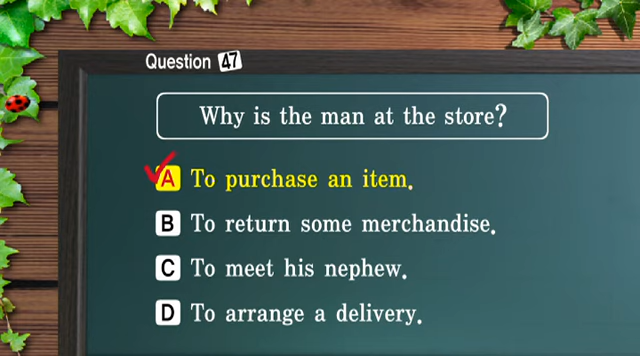 Question 47
Why is the man at the store?
A To purchase an item.
B To return some merchandise.
C To meet his nephew.
D To arrange a delivery.